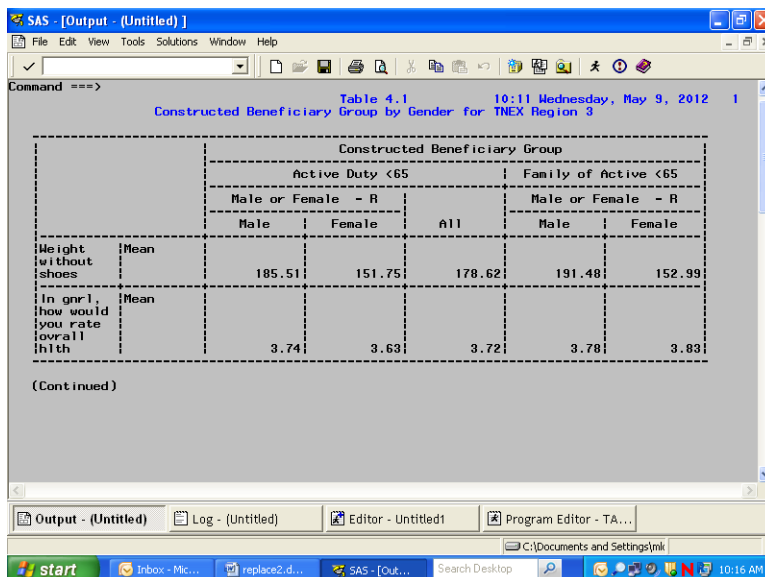 SAS - [Output - (Untitled) ]
File Edit View Tools Solutions Window Help
Command ===>
Table 4.1 10:11 Wednesday, May 9, 2012 1
Constructed Beneficiary Group by Gender for TNEX Region 3
Constructed Beneficiary Group
Active Duty <65 Family of Active <65
Male or Female - R Male or Female - R
Male Female All Male Female
Weight Mean
without
shoes 185.51 151.75 178.62 191.48 152.99
In gnrl, Mean
how would
you rate
ovrall
hlth 3.74 3.63 3.72 3.78 3.83
(Continued)
Output - (Untitled) Log - (Untitled) Editor - Untitled1 Program Editor - TA...
C:\Documents and Settings\mk
start Inbox - Mic... replace2.d... SAS - [Out... Search Desktop N 10:16 AM